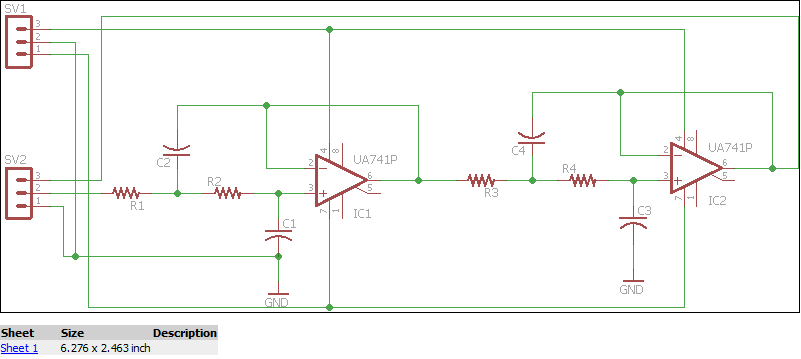 SV1
3
2
1
SV2
3
2
1
R1
C2
R2
C1
GND
2
3
4
8
7
1
6
5
UA741P
IC1
R3
C4
R4
C3
GND
2
3
4
8
7
1
6
5
UA741P
IC2
Sheet Size Description
Sheet 1 6.276 x 2.463 inch